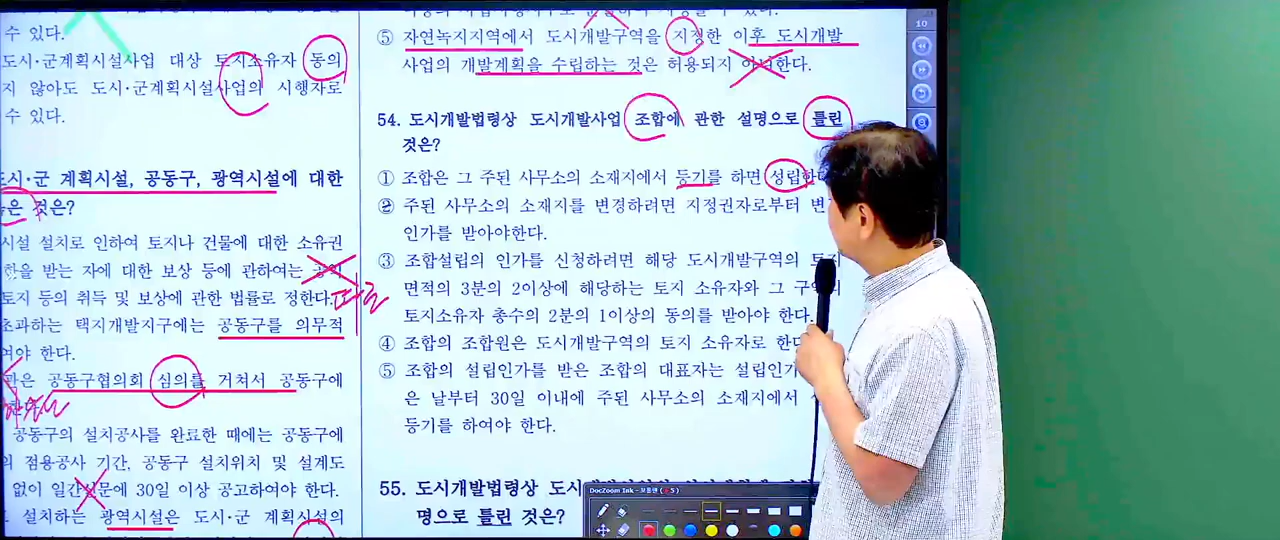 수 있다.
도시·군계획시설사업 대상 토지소유자 동의
지 않아도 도시·군계획시설사업의 시행자로
수 있다.
도시·군 계획시설, 공동구, 광역시설에 대한
것은?
시설 설치로 인하여 토지나 건물에 대한 소유권
한을 받는 자에 대한 보상 등에 관하여는 공익
토지 등의 취득 및 보상에 관한 법률로 정한다.
초과하는 택지개발지구에는 공동구를 의무적
여야 한다.
은 공동구협의회 심의를 거쳐서 공동구에
공동구의 설치공사를 완료한 때에는 공동구에
의 점용공사 기간, 공동구 설치위치 및 설계도
없이 일간신문에 30일 이상 공고하여야 한다.
설치하는 광역시설은 도시·군 계획시설의
⑤ 자연녹지지역에서 도시개발구역을 지정한 이후 도시개발
사업의 개발계획을 수립하는 것은 허용되지 아니한다.
54. 도시개발법령상 도시개발사업 조합에 관한 설명으로 틀린
것은?
① 조합은 그 주된 사무소의 소재지에서 등기를 하면 성립한
② 주된 사무소의 소재지를 변경하려면 지정권자로부터 변
인가를 받아야한다.
③ 조합설립의 인가를 신청하려면 해당 도시개발구역의 토지
면적의 3분의 2이상에 해당하는 토지 소유자와 그 구역
토지소유자 총수의 2분의 1이상의 동의를 받아야 한다.
④ 조합의 조합원은 도시개발구역의 토지 소유자로 한다
⑤ 조합의 설립인가를 받은 조합의 대표자는 설립인가
은 날부터 30일 이내에 주된 사무소의 소재지에서
등기를 하여야 한다.
55. 도시개발법령상
명으로 틀린 것은?
DocZoom Ink
10